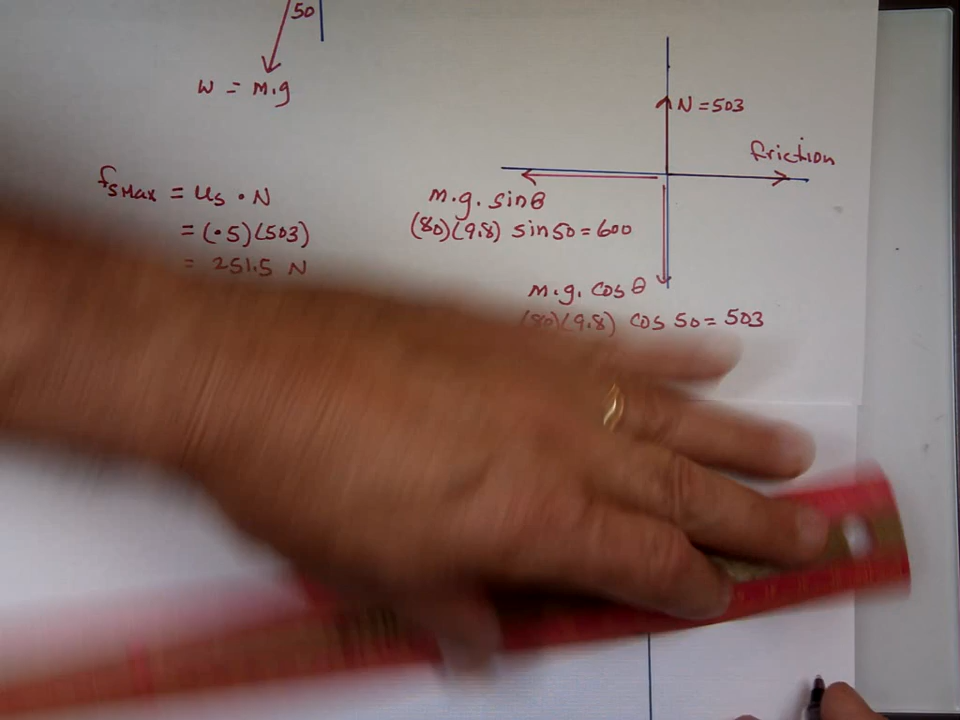 50
W = m.g
N = 503
friction
fsmax = us • N
= (.5)(503)
= 251.5 N
m.g. sinθ
(80)(9.8) sin50 = 600
m.g. cosθ
(80)(9.8) cos 50 = 503